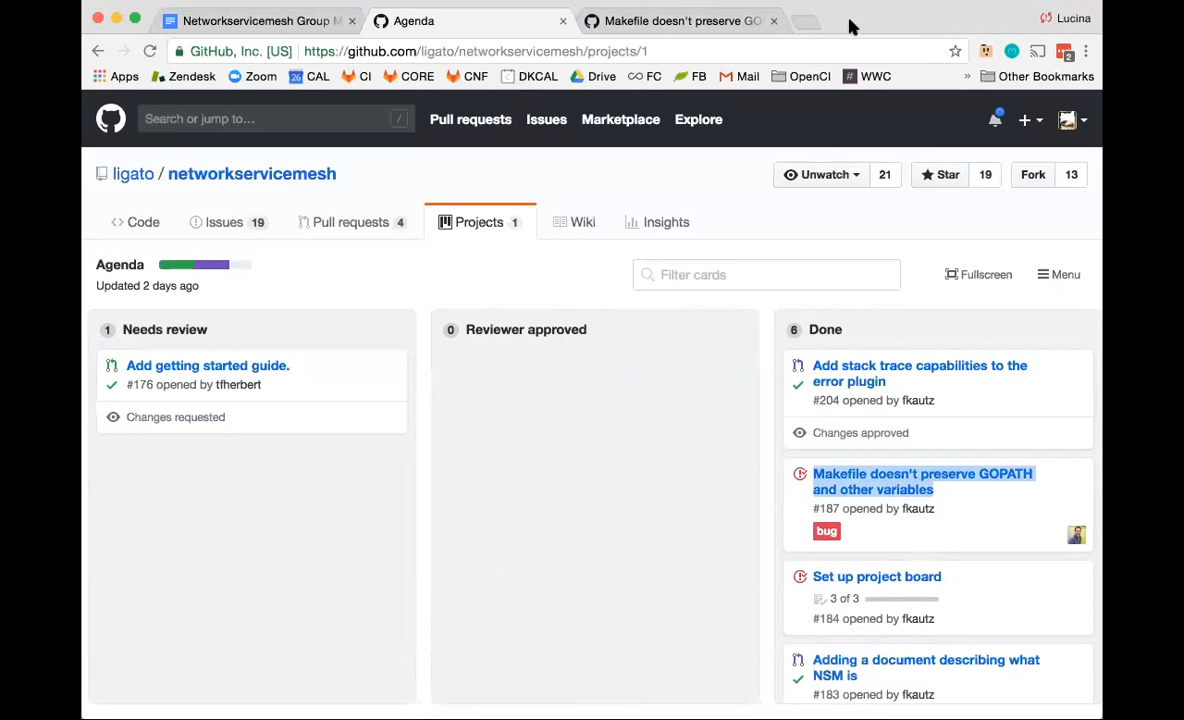 Networkservicemesh Group M
Agenda
Makefile doesn't preserve GO
Lucina
GitHub, Inc. [US]
https://github.com/ligato/networkservicemesh/projects/1
2
Apps
Zendesk
Zoom
26 CAL
CI
CORE
CNF
DKCAL
Drive
FC
FB
Mail
OpenCI
# WWC
»
Other Bookmarks
Search or jump to… /
Pull requests
Issues
Marketplace
Explore
ligato / networkservicemesh
Unwatch 21
Star 19
Fork 13
<> Code
Issues 19
Pull requests 4
Projects 1
Wiki
Insights
Agenda
Updated 2 days ago
Filter cards
Fullscreen
Menu
1 Needs review
Add getting started guide.
#176 opened by tfherbert
Changes requested
0 Reviewer approved
6 Done
Add stack trace capabilities to the
error plugin
#204 opened by fkautz
Changes approved
Makefile doesn't preserve GOPATH
and other variables
#187 opened by fkautz
bug
Set up project board
3 of 3
#184 opened by fkautz
Adding a document describing what
NSM is
#183 opened by fkautz